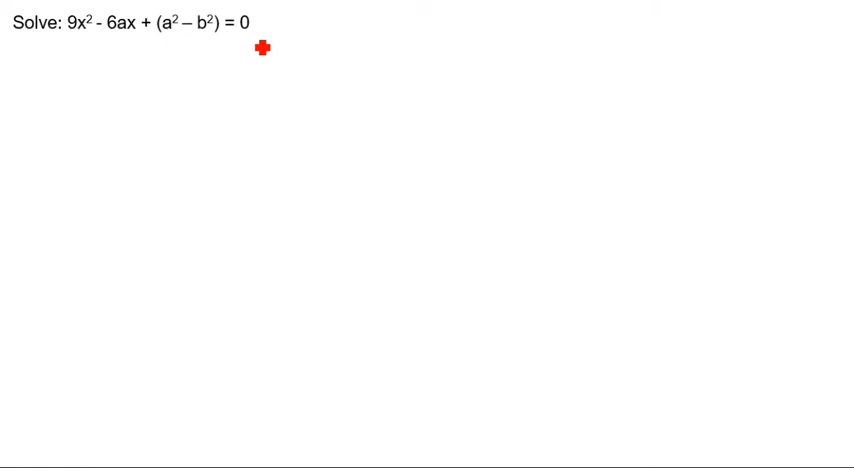 Solve: 9x² - 6ax + (a² – b²) = 0